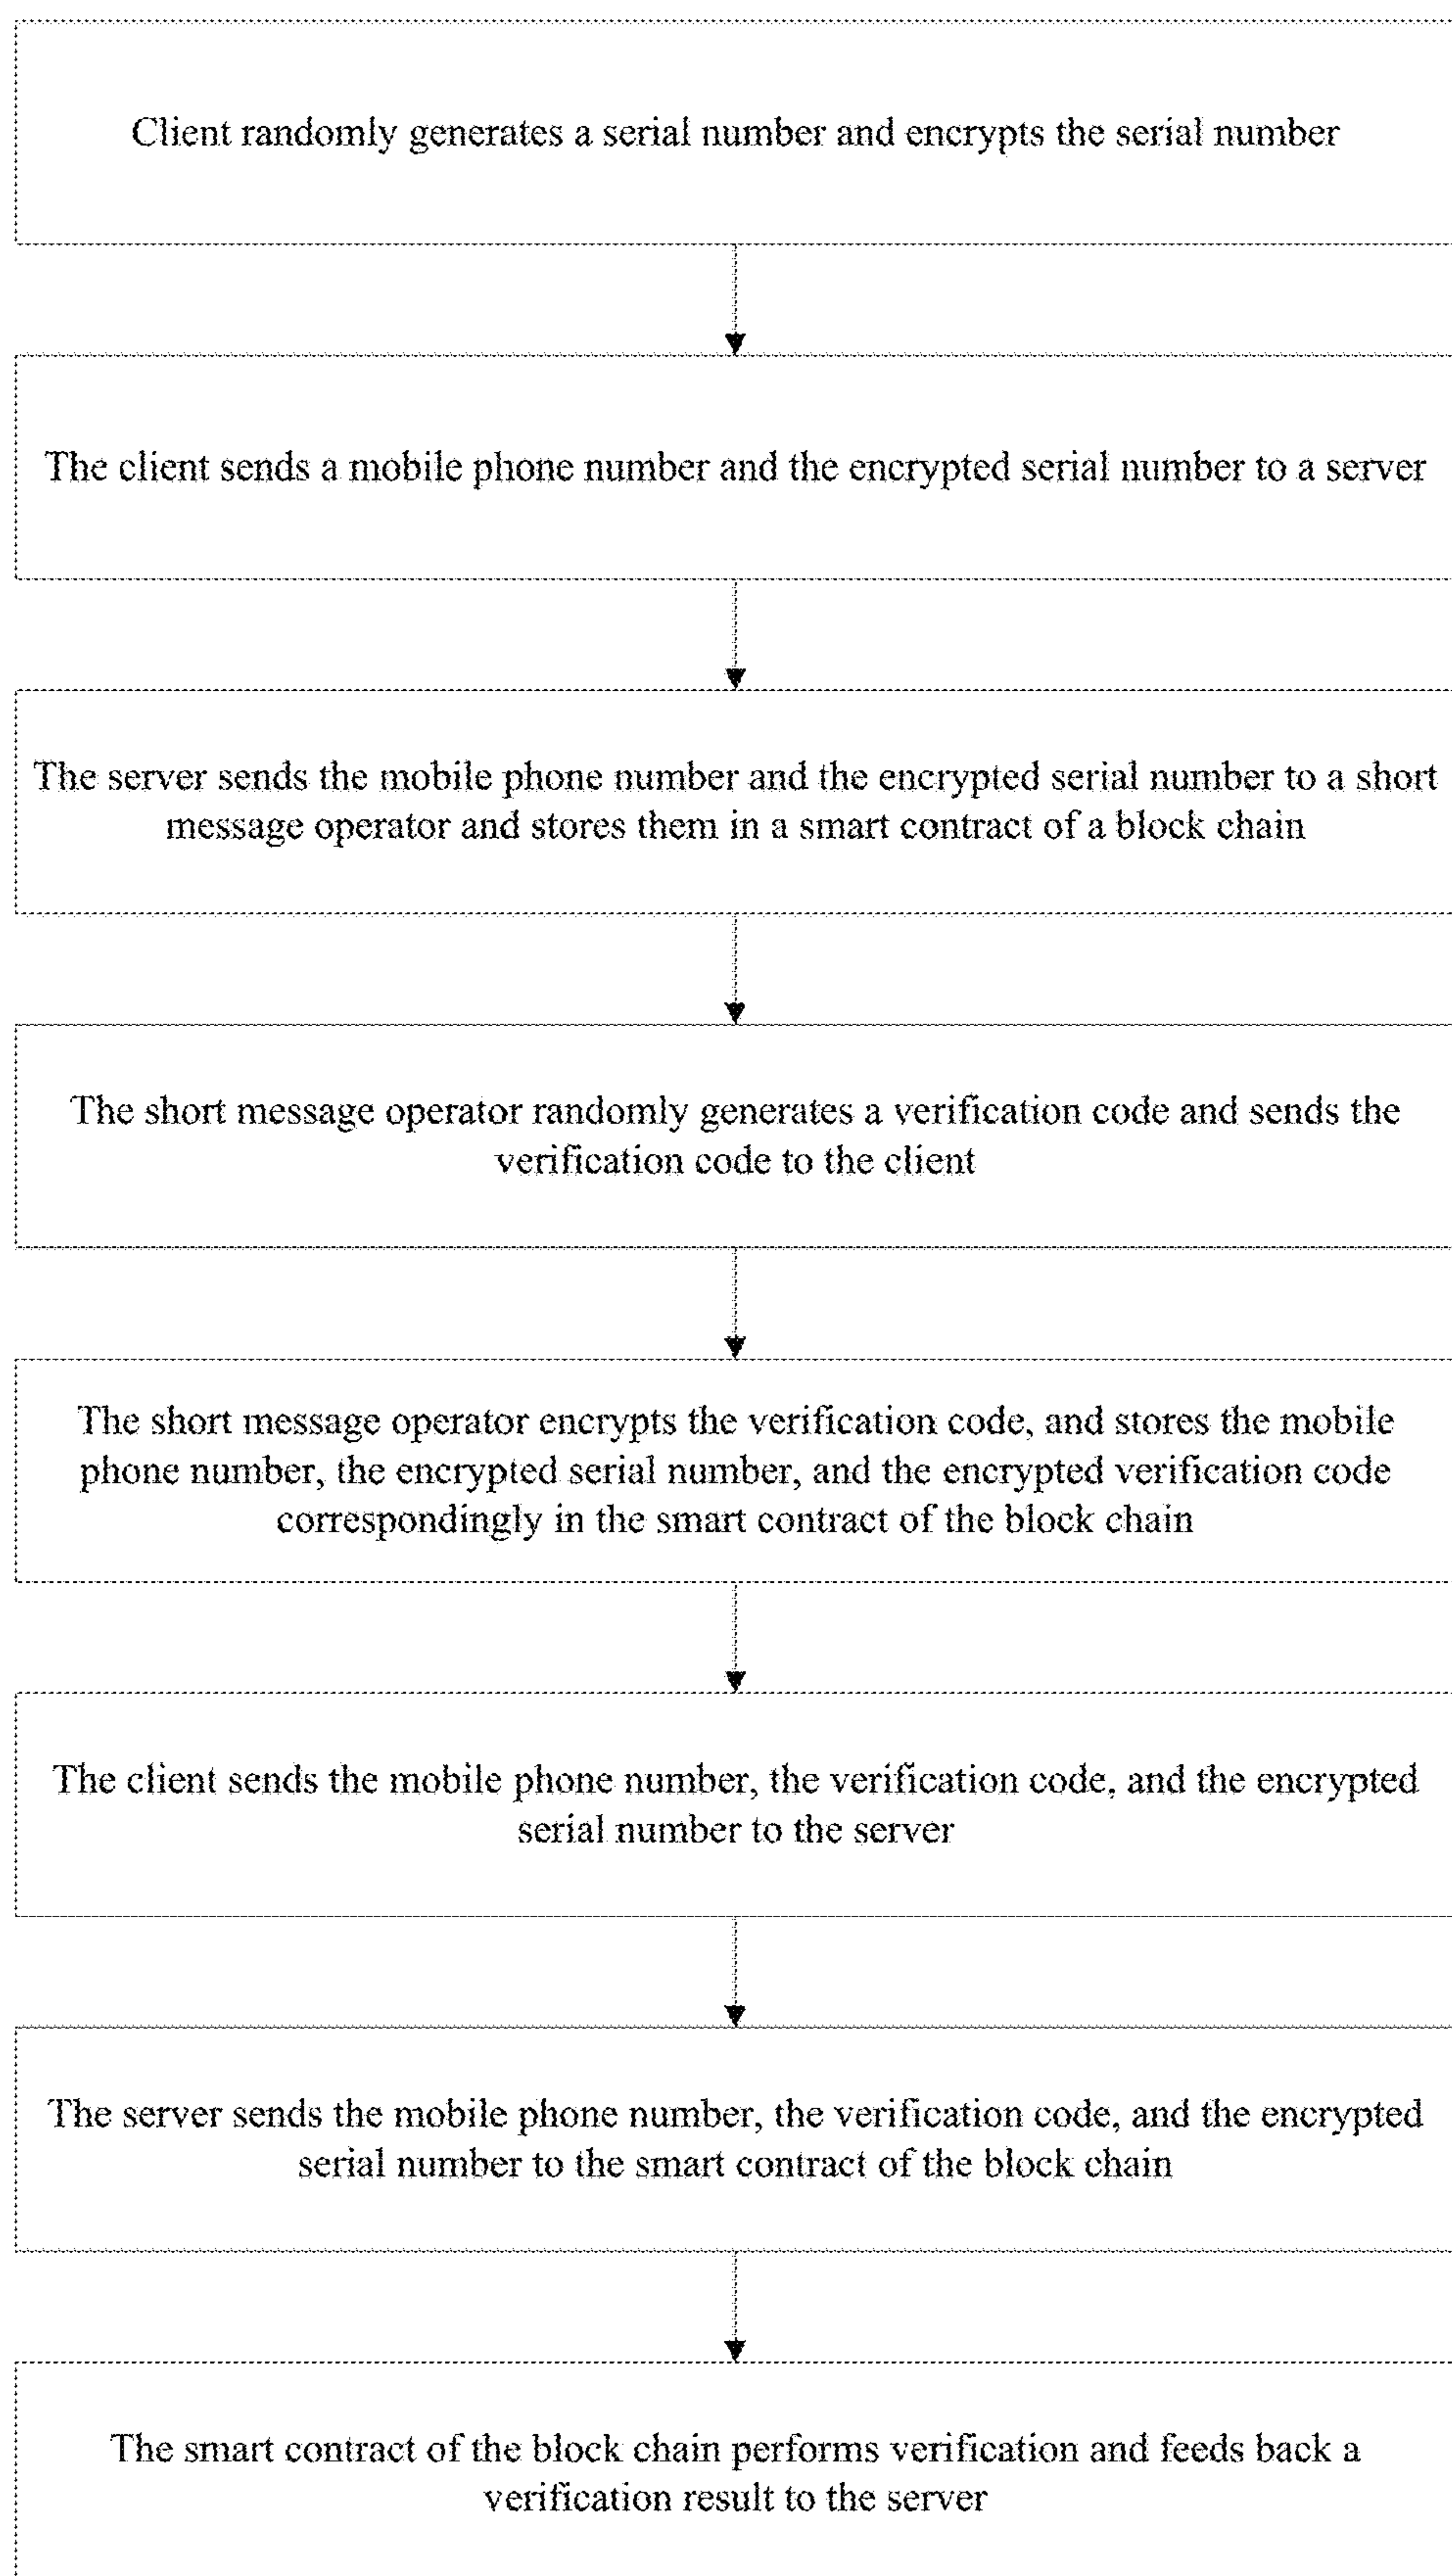 Client randomly generates a serial number and encrypts the serial number
The client sends a mobile phone number and the encrypted serial number to a server
The server sends the mobile phone number and the encrypted serial number to a short
message operator and stores them in a smart contract of a block chain
The short message operator randomly generates a verification code and sends the
verification code to the client
The short message operator encrypts the verification code, and stores the mobile
phone number, the encrypted serial number, and the encrypted verification code
correspondingly in the smart contract of the block chain
The client sends the mobile phone number, the verification code, and the encrypted
serial number to the server
The server sends the mobile phone number, the verification code, and the encrypted
serial number to the smart contract of the block chain
The smart contract of the block chain performs verification and feeds back a
verification result to the server